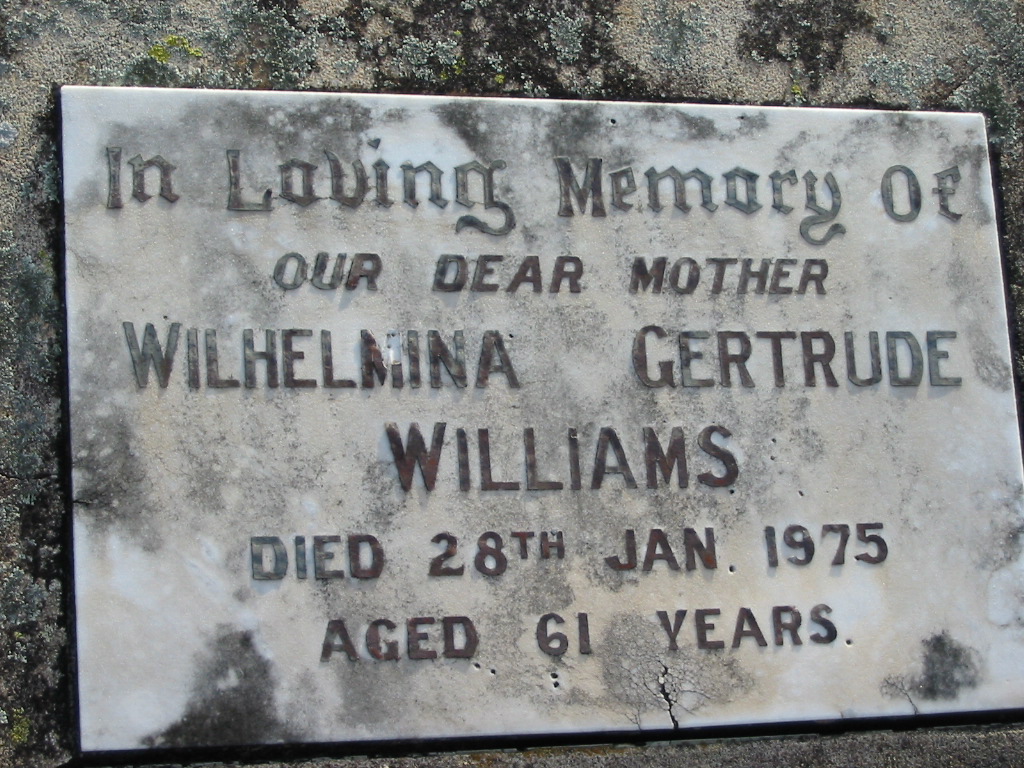 In Loving Memory Of
OUR DEAR MOTHER
WILHELMINA GERTRUDE
WILLIAMS
DIED 28TH JAN. 1975
AGED 61 YEARS.